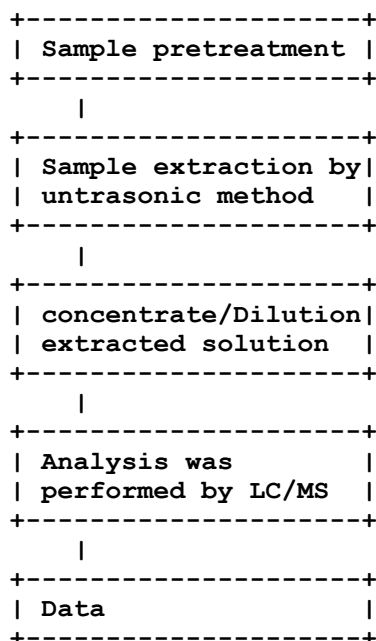 Sample pretreatment
Sample extraction by
untrasonic method
concentrate/Dilution
extracted solution
Analysis was
performed by LC/MS
Data